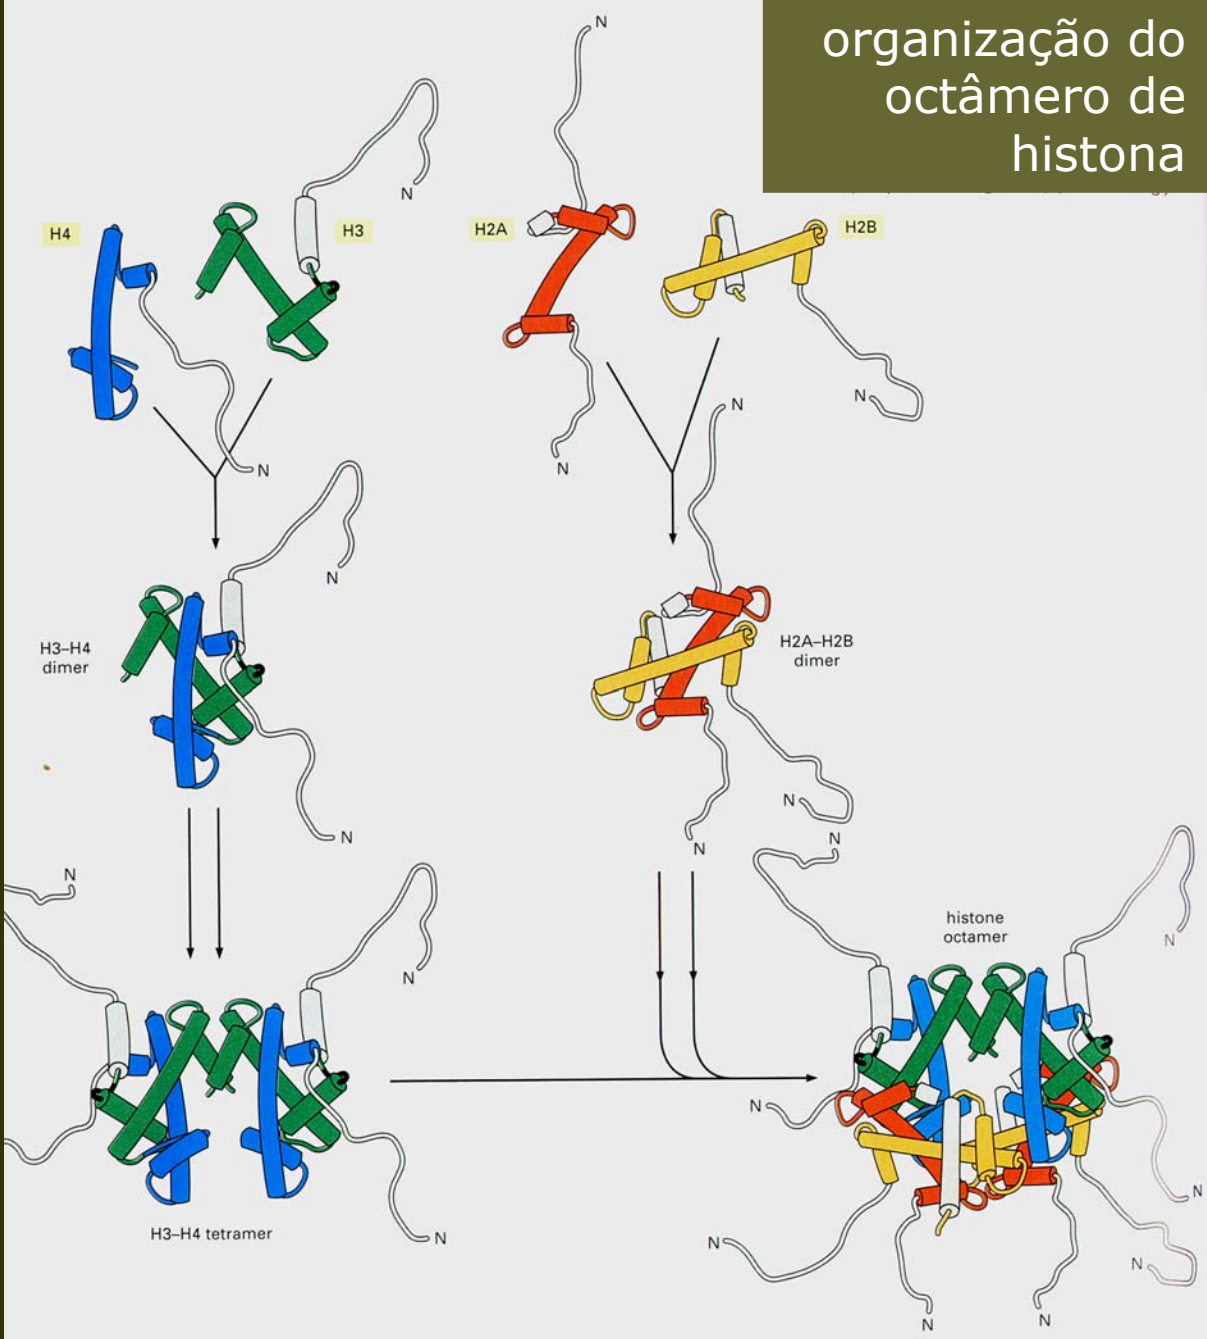 organização do
octâmero de
histona
N
N
H4
H3
H2A
H2B
N
N
N
N
N
N
H3–H4
dimer
H2A–H2B
dimer
N
N
N
N
N
N
histone
octamer
N
N
N
N
H3–H4 tetramer
N
N
N
N
N